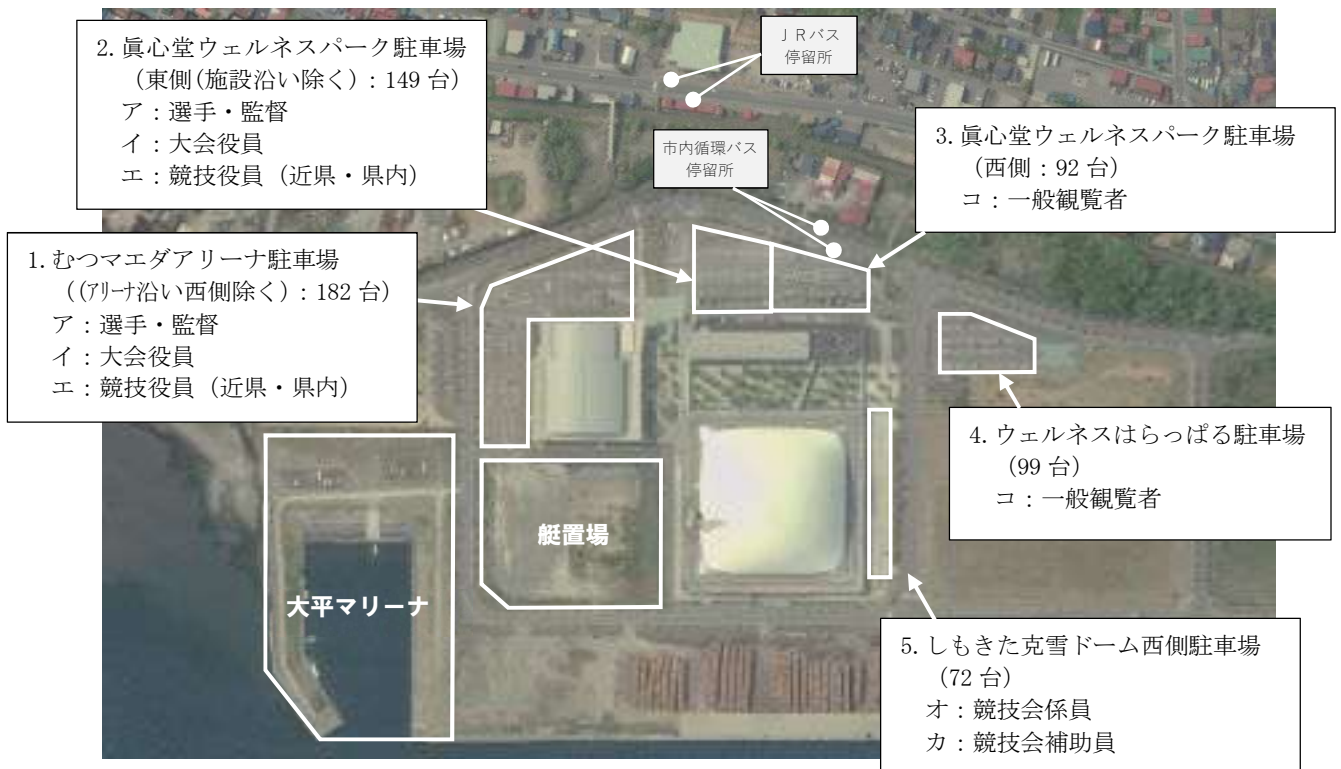 2. 眞心堂ウェルネスパーク駐車場
（東側(施設沿い除く)：149 台）
ア：選手・監督
イ：大会役員
エ：競技役員（近県・県内）
ＪＲバス
停留所
市内循環バス
停留所
3. 眞心堂ウェルネスパーク駐車場
（西側：92 台）
コ：一般観覧者
1. むつマエダアリーナ駐車場
（(ｱﾘｰﾅ沿い西側除く)：182 台）
ア：選手・監督
イ：大会役員
エ：競技役員（近県・県内）
4. ウェルネスはらっぱる駐車場
（99 台）
コ：一般観覧者
艇置場
大平マリーナ
5. しもきた克雪ドーム西側駐車場
（72 台）
オ：競技会係員
カ：競技会補助員